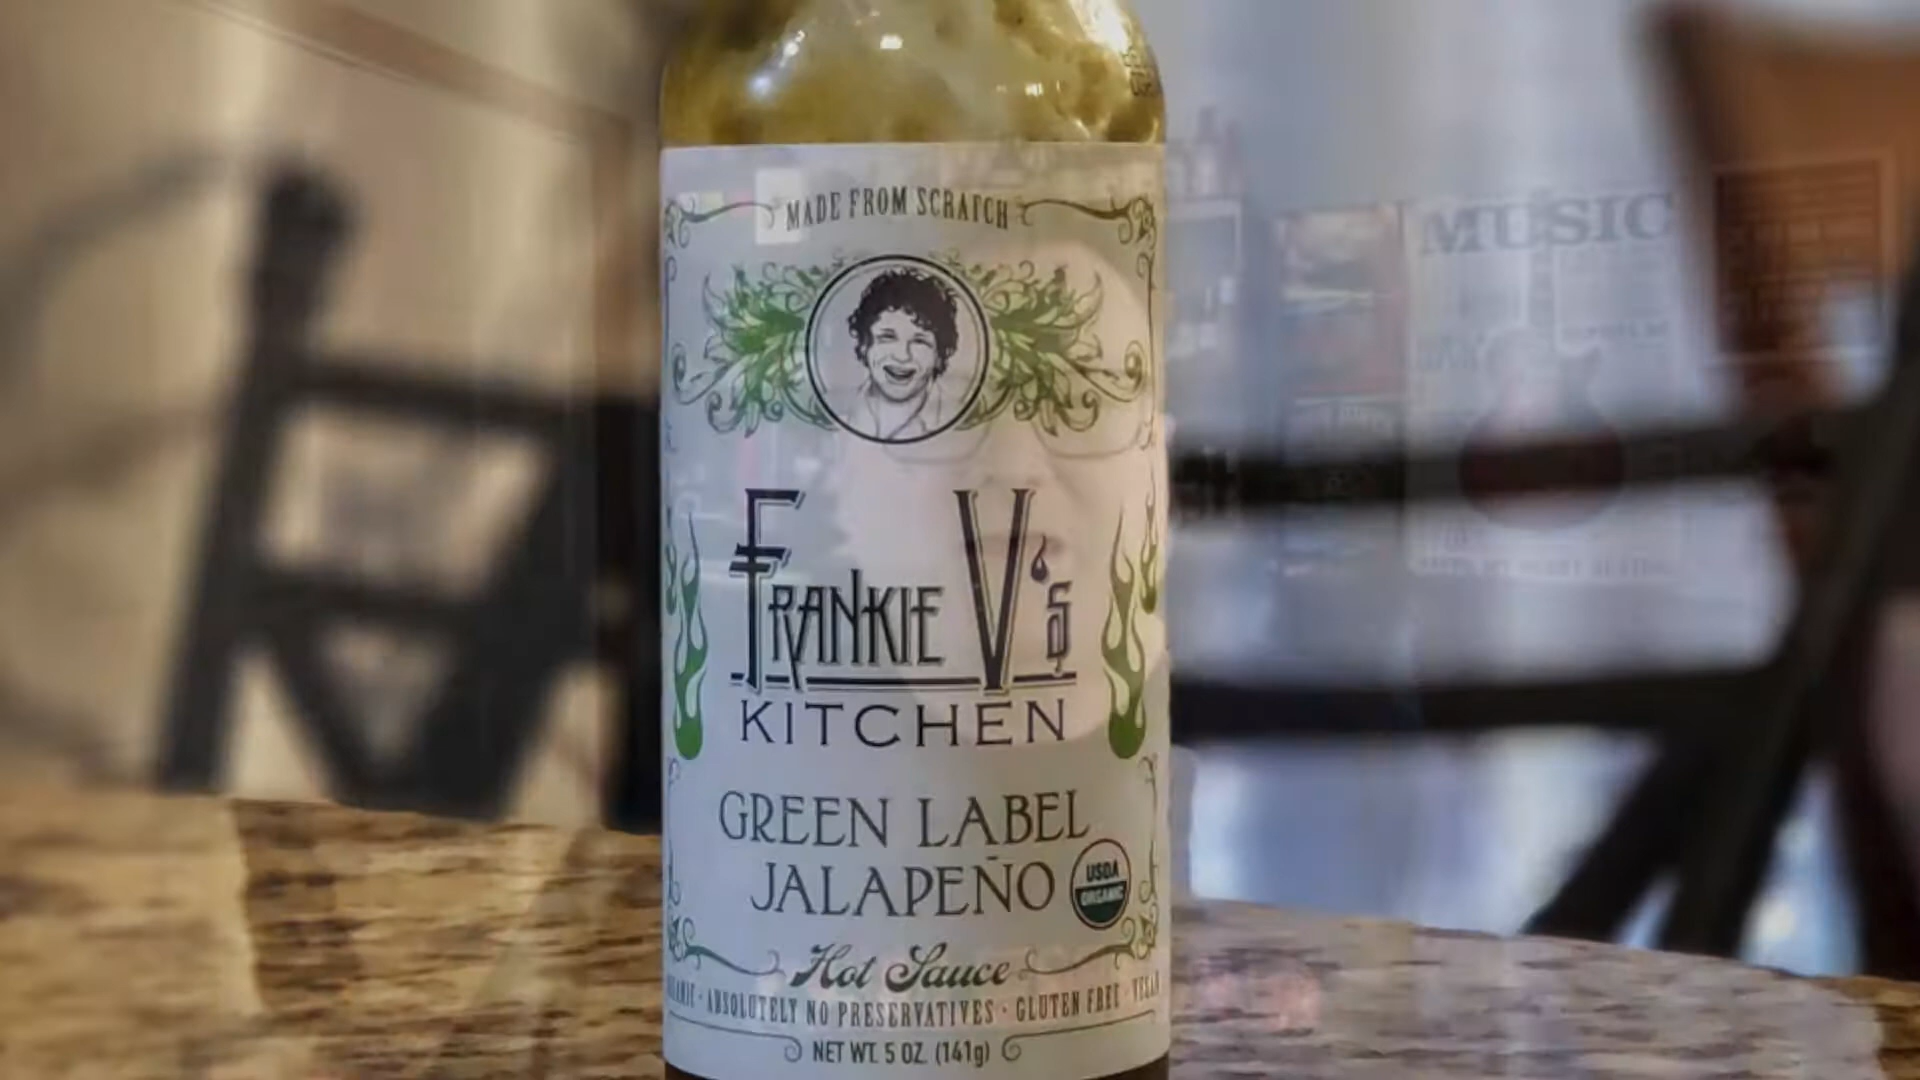 MADE FROM SCRATCH
FRANKIE V'S
KITCHEN
GREEN LABEL
JALAPEÑO
USDA
ORGANIC
Hot Sauce
ABSOLUTELY NO PRESERVATIVES · GLUTEN FREE · VEGAN
NET WT. 5 OZ. (141g)
MUSIC